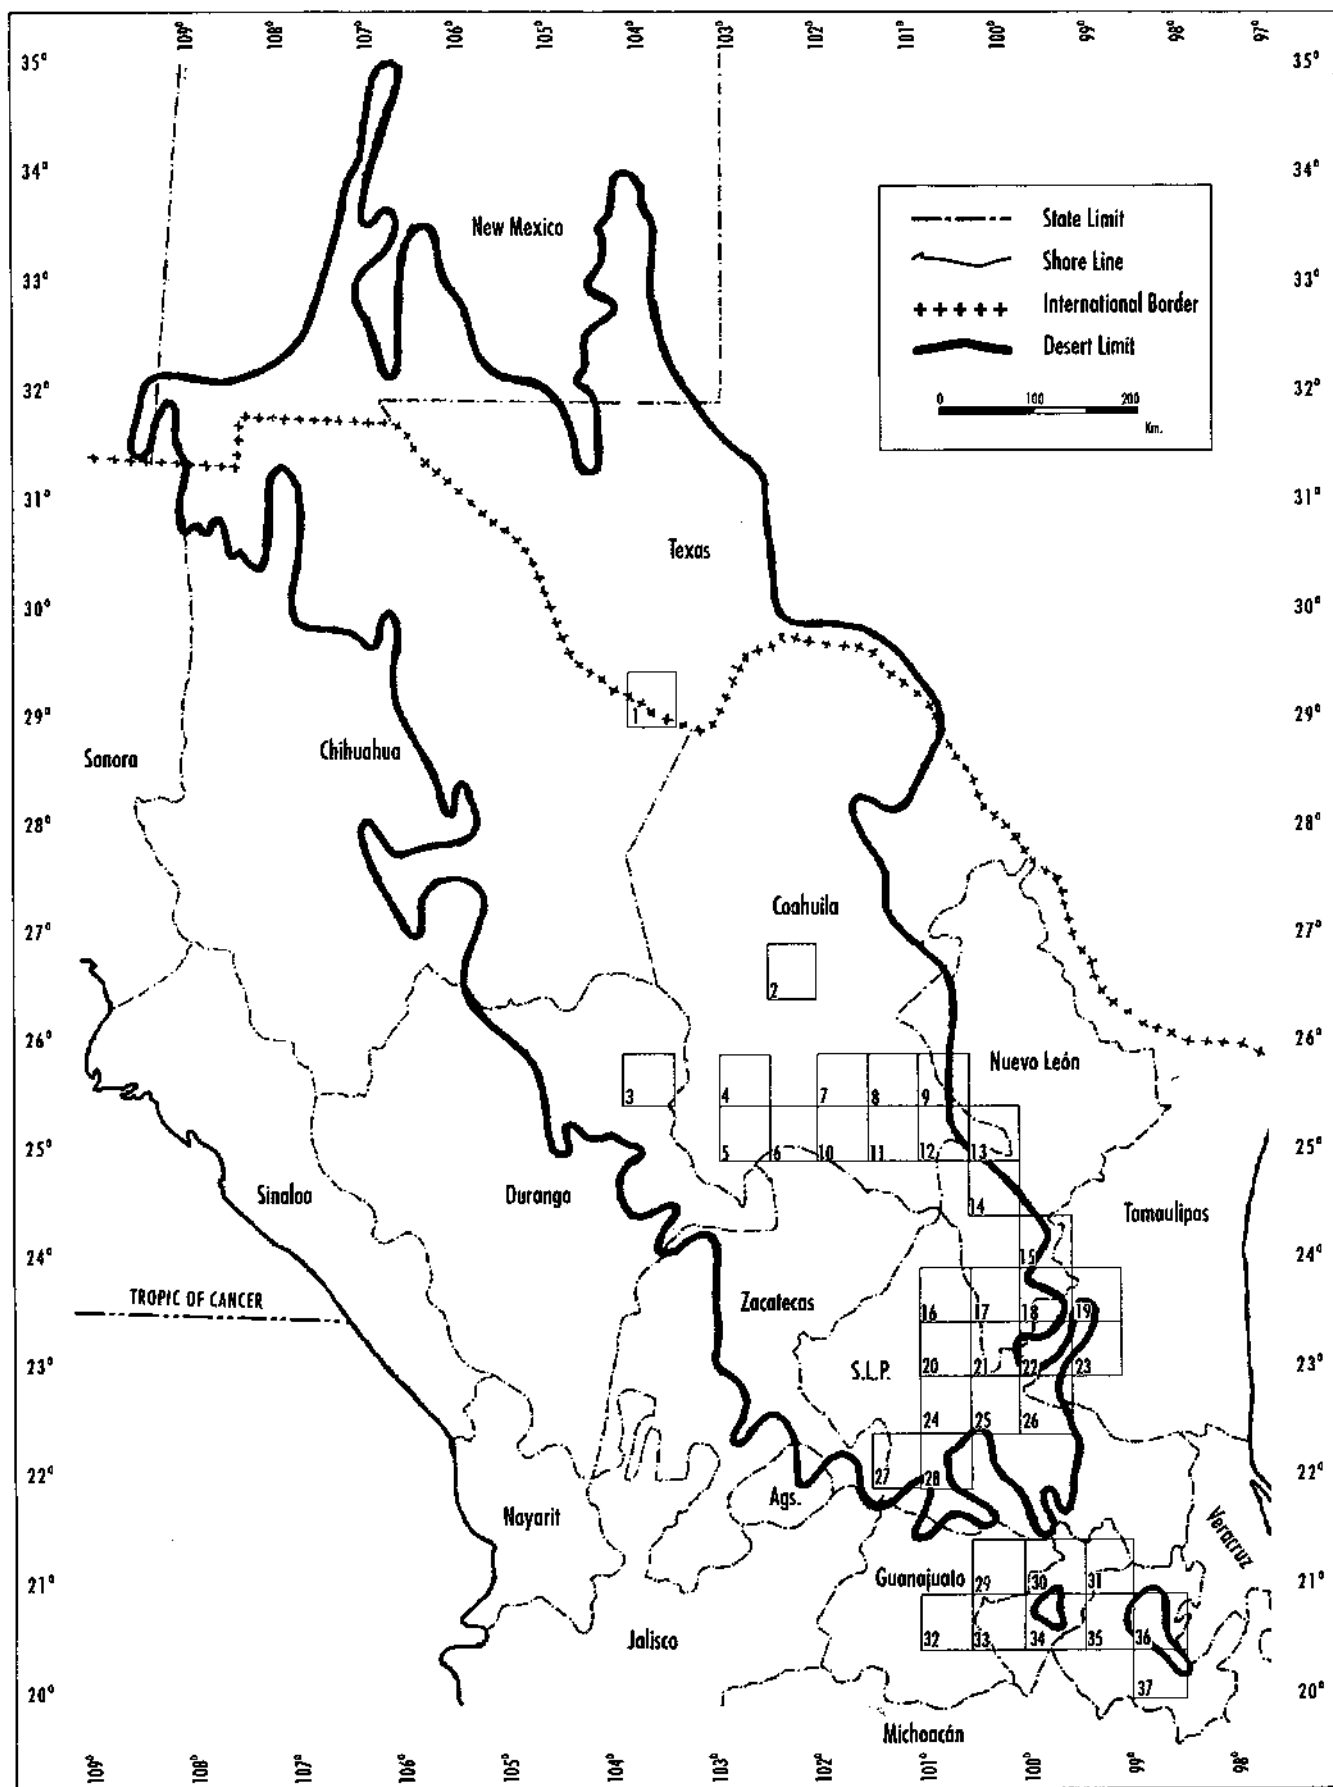 109° 108° 107° 106° 105° 104° 103° 102° 101° 100° 99° 98° 97°
35° 35°
34° 34°
New Mexico
State Limit
Shore Line
33° 33°
International Border
Desert Limit
32° 32°
0 100 200
Km.
31° 31°
Texas
30° 30°
29° 1 29°
Sonora Chihuahua
28° 28°
Coahuila
27° 27°
2
26° 26°
Nuevo León
3 4 7 8 9
25° 5 6 10 11 12 13 25°
Sinaloa Durango 14 Tamaulipas
24° 15 24°
TROPIC OF CANCER Zacatecas
16 17 18 19
23° S.L.P. 20 21 22 23 23°
24 25 26
22° 27 28 22°
Ags.
Nayarit Veracruz
21° Guanajuato 29 30 31 21°
Jalisco 32 33 34 35 36
20° 37 20°
Michoacán
109° 108° 107° 106° 105° 104° 103° 102° 101° 100° 99° 98°